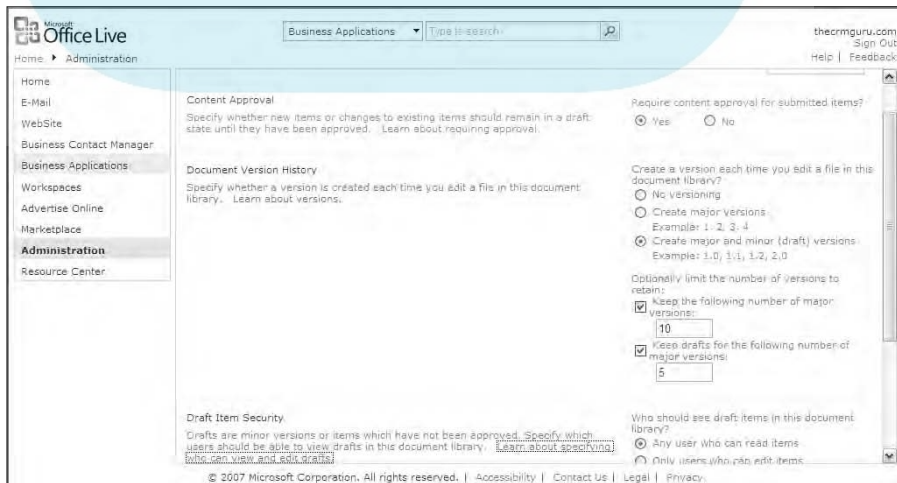 Microsoft
Office Live
Business Applications
Type to search
thecrmguru.com
Sign Out
Home ▶ Administration
Help | Feedback
Home
E-Mail
WebSite
Business Contact Manager
Business Applications
Workspaces
Advertise Online
Marketplace
Administration
Resource Center
Content Approval
Specify whether new items or changes to existing items should remain in a draft
state until they have been approved. Learn about requiring approval.
Require content approval for submitted items?
Yes No
Document Version History
Specify whether a version is created each time you edit a file in this document
library. Learn about versions.
Create a version each time you edit a file in this
document library?
No versioning
Create major versions
Example: 1, 2, 3, 4
Create major and minor (draft) versions
Example: 1.0, 1.1, 1.2, 2.0
Optionally limit the number of versions to
retain:
Keep the following number of major
versions:
10
Keep drafts for the following number of
major versions:
5
Draft Item Security
Drafts are minor versions or items which have not been approved. Specify which
users should be able to view drafts in this document library. Learn about specifying
who can view and edit drafts.
Who should see draft items in this document
library?
Any user who can read items
Only users who can edit items
© 2007 Microsoft Corporation. All rights reserved. | Accessibility | Contact Us | Legal | Privacy